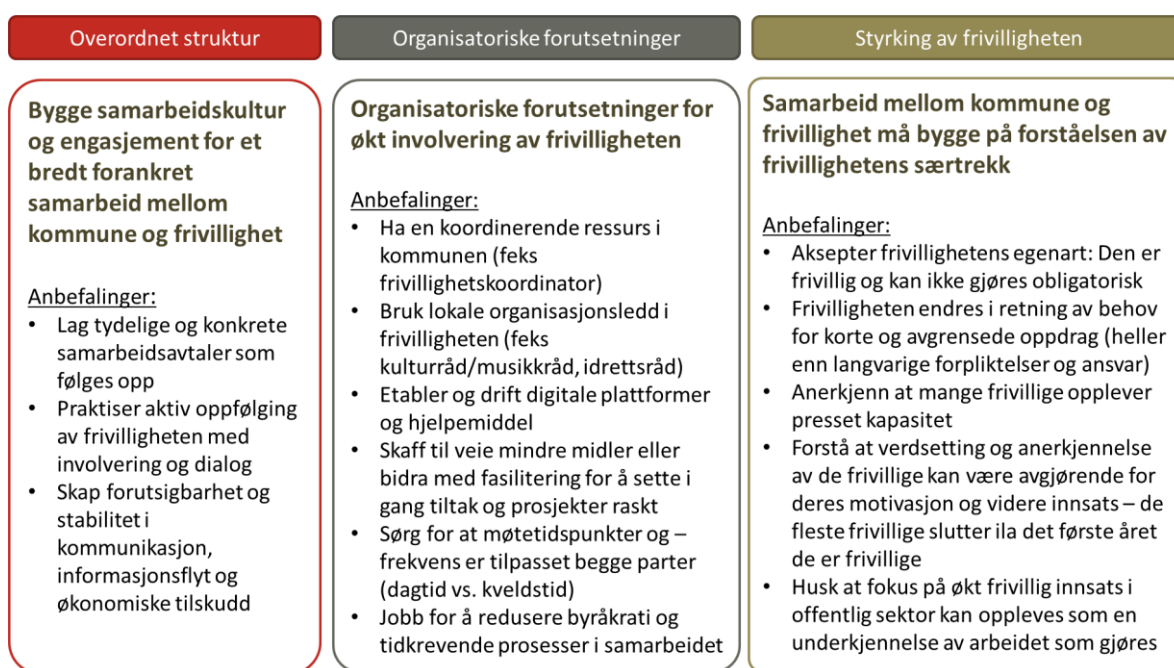 Overordnet struktur
Bygge samarbeidskultur
og engasjement for et
bredt forankret
samarbeid mellom
kommune og frivillighet
Anbefalinger:
• Lag tydelige og konkrete
samarbeidsavtaler som
følges opp
• Praktiser aktiv oppfølging
av frivilligheten med
involvering og dialog
• Skap forutsigbarhet og
stabilitet i
kommunikasjon,
informasjonsflyt og
økonomiske tilskudd
Organisatoriske forutsetninger
Organisatoriske forutsetninger for
økt involvering av frivilligheten
Anbefalinger:
• Ha en koordinerende ressurs i
kommunen (feks
frivillighetskoordinator)
• Bruk lokale organisasjonsledd i
frivilligheten (feks
kulturråd/musikkråd, idrettsråd)
• Etabler og drift digitale plattformer
og hjelpemiddel
• Skaff til veie mindre midler eller
bidra med fasilitering for å sette i
gang tiltak og prosjekter raskt
• Sørg for at møtetidspunkter og –
frekvens er tilpasset begge parter
(dagtid vs. kveldstid)
• Jobb for å redusere byråkrati og
tidkrevende prosesser i samarbeidet
Styrking av frivilligheten
Samarbeid mellom kommune og
frivillighet må bygge på forståelsen av
frivillighetens særtrekk
Anbefalinger:
• Aksepter frivillighetens egenart: Den er
frivillig og kan ikke gjøres obligatorisk
• Frivilligheten endres i retning av behov
for korte og avgrensede oppdrag (heller
enn langvarige forpliktelser og ansvar)
• Anerkjenn at mange frivillige opplever
presset kapasitet
• Forstå at verdsetting og anerkjennelse
av de frivillige kan være avgjørende for
deres motivasjon og videre innsats – de
fleste frivillige slutter ila det første året
de er frivillige
• Husk at fokus på økt frivillig innsats i
offentlig sektor kan oppleves som en
underkjennelse av arbeidet som gjøres